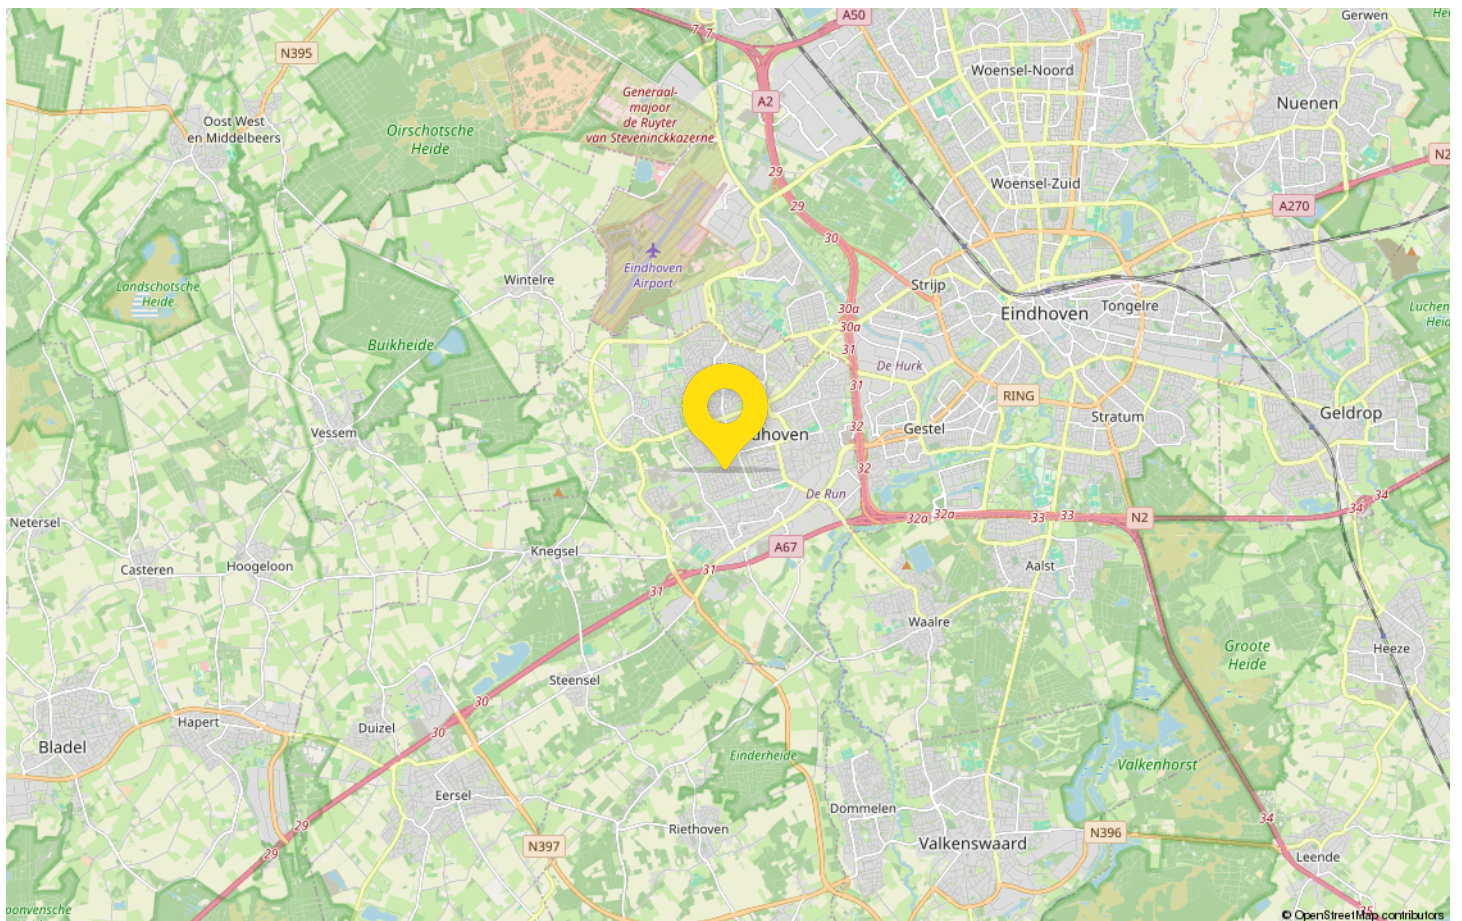 A50
Gerwen
7
7
N395
Woensel-Noord
A2
Generaal-
majoor
de Ruyter
van Steveninckkazerne
Nuenen
Oost West
en Middelbeers
Oirschotsche
Heide
N2
29
Woensel-Zuid
29
A270
30
Wintelre
Eindhoven
Airport
Landschotsche
Heide
Strijp
Tongelre
30a
Eindhoven
30a
Buikheide
31
De Hurk
31
RING
Geldrop
Stratum
32
Gestel
Vessem
dhoven
32
De Run
34
34
Netersel
32a
32a
33
33
N2
A67
Knegsel
Aalst
Casteren
Hoogeloon
31
31
Waalre
Groote
Heide
Heeze
Steensel
30
Hapert
Duizel
30
Bladel
Einderheide
Valkenhorst
Eersel
Dommelen
34
29
Riethoven
N396
29
N397
Valkenswaard
Leende
35
© OpenStreetMap contributors